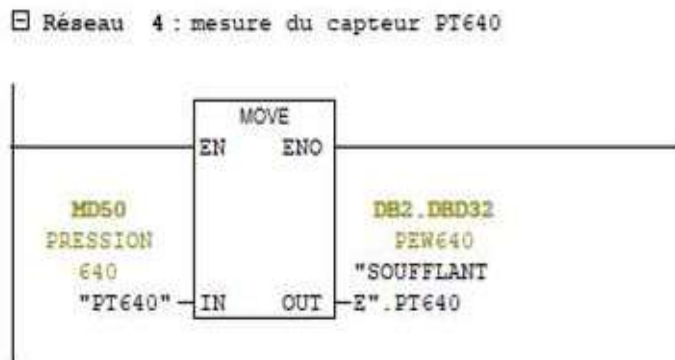 Réseau 4 : mesure du capteur PT640
MOVE
EN ENO
MD50
PRESSION
640
"PT640"
IN OUT
DB2.DBD32
PEW640
"SOUFFLANT
E".PT640